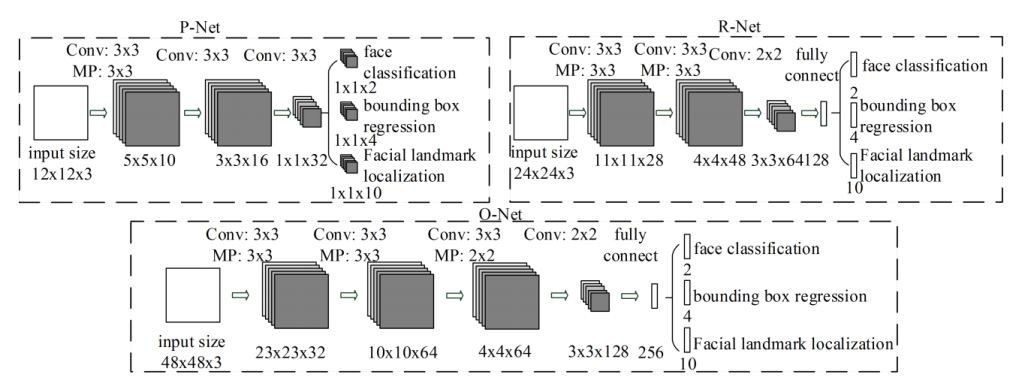 P-Net
Conv: 3x3 Conv: 3x3 Conv: 3x3
MP: 3x3
face
classification
1x1x2
bounding box
regression
1x1x4
Facial landmark
localization
1x1x10
input size
12x12x3
5x5x10 3x3x16 1x1x32
R-Net
Conv: 3x3 Conv: 3x3 Conv: 2x2 fully
MP: 3x3 MP: 3x3 connect
face classification
2
bounding box
regression
4
Facial landmark
localization
10
input size
24x24x3
11x11x28 4x4x48 3x3x64 128
O-Net
Conv: 3x3 Conv: 3x3 Conv: 3x3 Conv: 2x2 fully
MP: 3x3 MP: 3x3 MP: 2x2 connect
face classification
2
bounding box regression
4
Facial landmark localization
10
input size
48x48x3
23x23x32 10x10x64 4x4x64 3x3x128 256